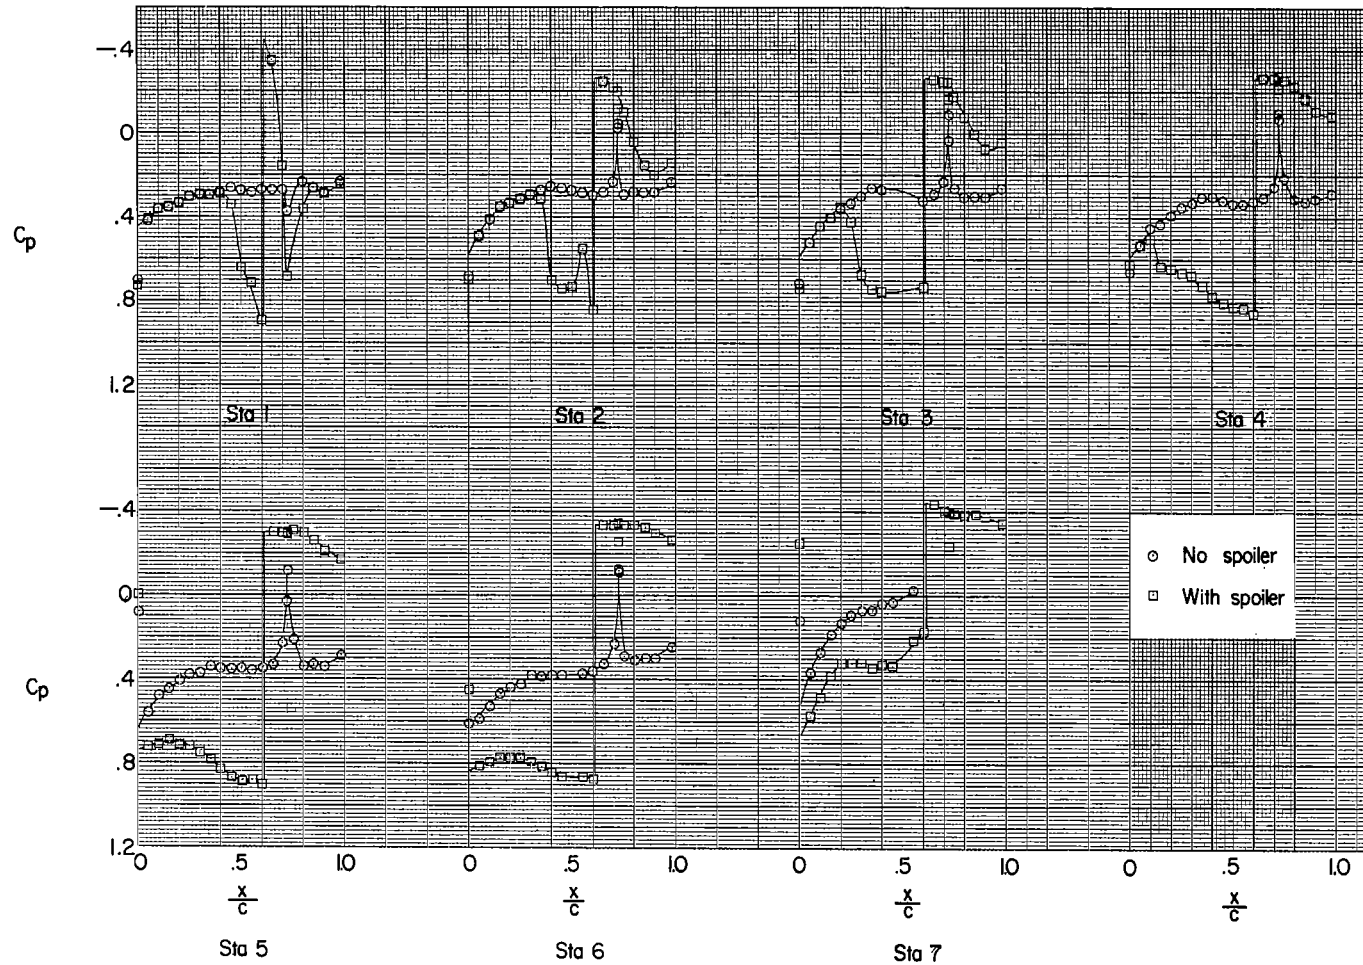 -.4
0
.4
Cp
.8
1.2
Sta 1
Sta 2
Sta 3
Sta 4
-.4
0
.4
Cp
.8
1.2
No spoiler
With spoiler
0 .5 1.0
0 .5 1.0
0 .5 1.0
0 .5 1.0
x/c
x/c
x/c
x/c
Sta 5
Sta 6
Sta 7